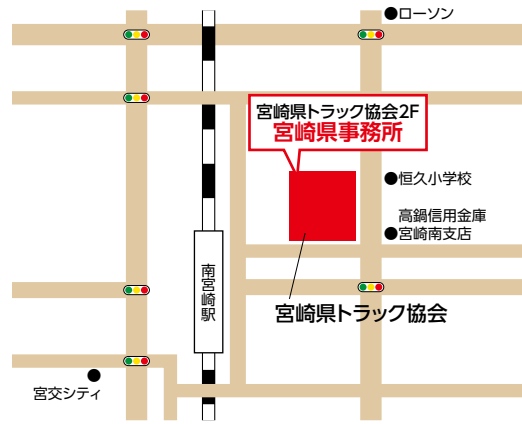 ●ローソン
宮崎県トラック協会2F
宮崎県事務所
●恒久小学校
高鍋信用金庫
●宮崎南支店
南宮崎駅
宮崎県トラック協会
宮交シティ